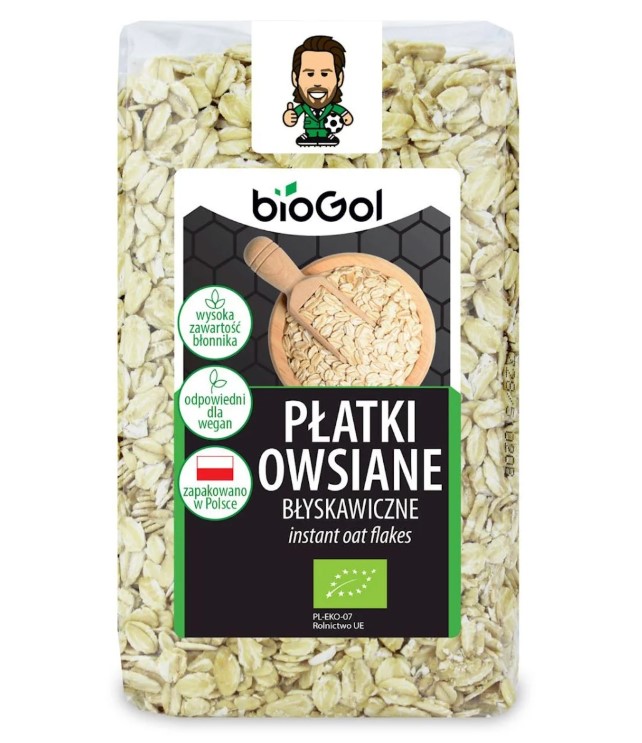 bioGol
wysoka
zawartość
błonnika
odpowiedni
dla
wegan
zapakowano
w Polsce
PŁATKI
OWSIANE
BŁYSKAWICZNE
instant oat flakes
PL-EKO-07
Rolnictwo UE